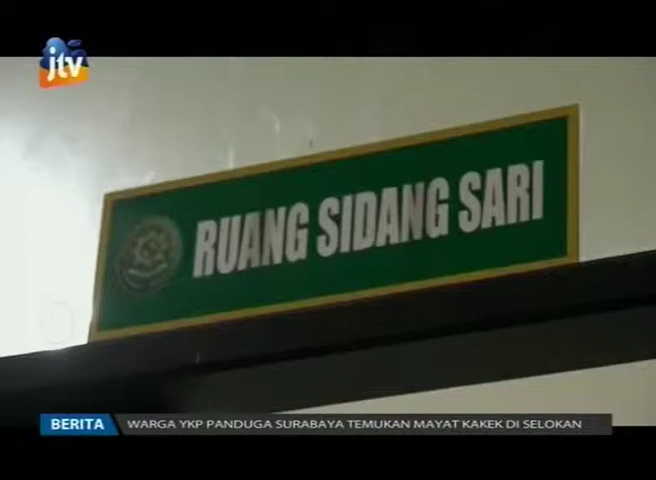 jtv
RUANG SIDANG SARI
BERITA
WARGA YKP PANDUGA SURABAYA TEMUKAN MAYAT KAKEK DI SELOKAN